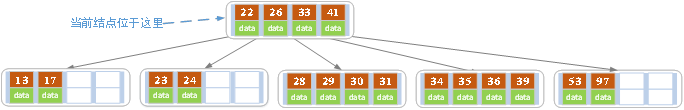 当前结点位于这里
22 26 33 41
data data data data
13 17 23 24 28 29 30 31 34 35 36 39 53 97
data data data data data data data data data data data data data data